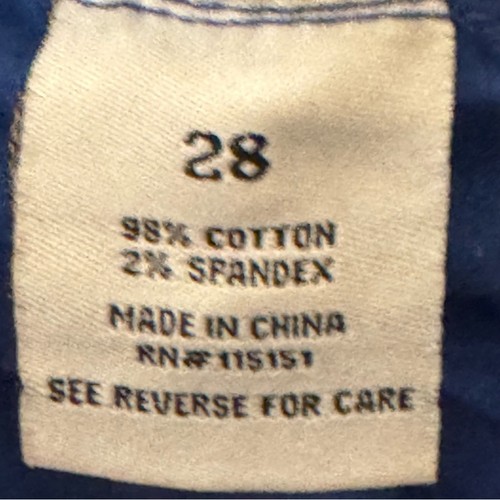 28
98% COTTON
2% SPANDEX
MADE IN CHINA
RN# 115151
SEE REVERSE FOR CARE